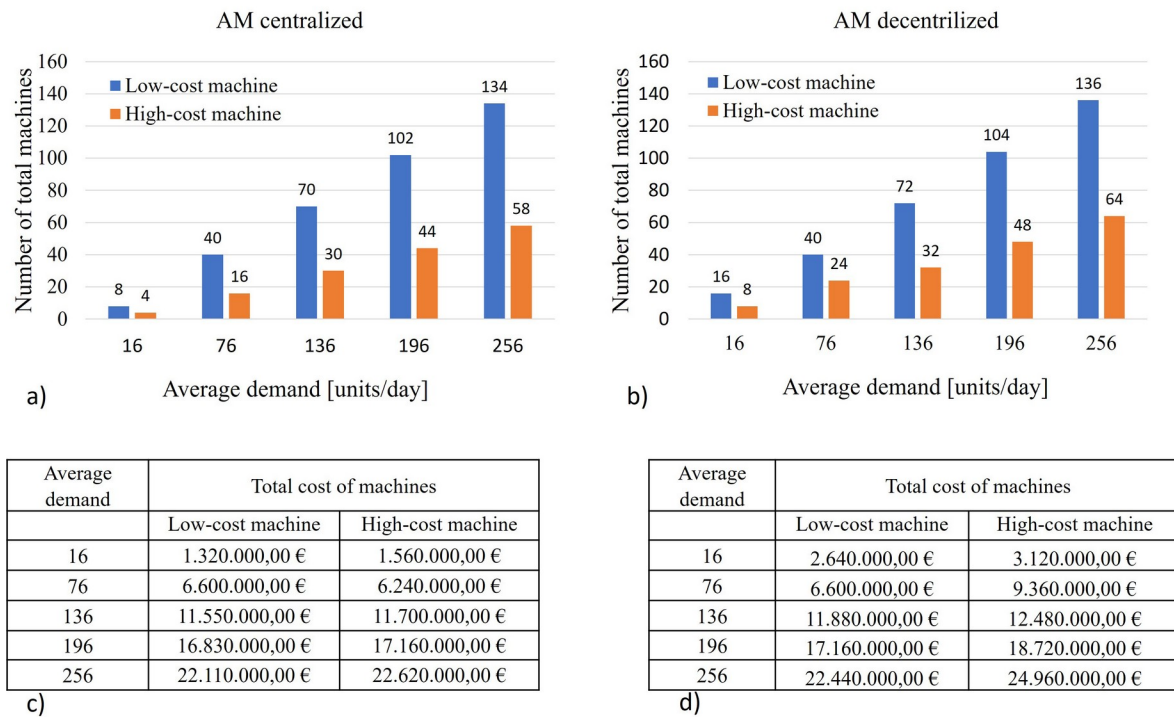 AM centralized
Number of total machines
160
140
120
100
80
60
40
20
0
Low-cost machine
High-cost machine
8
4
40
16
70
30
102
44
134
58
16
76
136
196
256
Average demand [units/day]
a)
AM decentrilized
Number of total machines
160
140
120
100
80
60
40
20
0
Low-cost machine
High-cost machine
16
8
40
24
72
32
104
48
136
64
16
76
136
196
256
Average demand [units/day]
b)
Average
demand
Total cost of machines
Low-cost machine High-cost machine
16 1.320.000,00 € 1.560.000,00 €
76 6.600.000,00 € 6.240.000,00 €
136 11.550.000,00 € 11.700.000,00 €
196 16.830.000,00 € 17.160.000,00 €
256 22.110.000,00 € 22.620.000,00 €
c)
Average
demand
Total cost of machines
Low-cost machine High-cost machine
16 2.640.000,00 € 3.120.000,00 €
76 6.600.000,00 € 9.360.000,00 €
136 11.880.000,00 € 12.480.000,00 €
196 17.160.000,00 € 18.720.000,00 €
256 22.440.000,00 € 24.960.000,00 €
d)